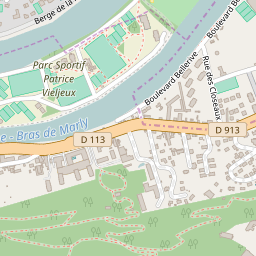 Berge de la
Parc Sportif
Patrice
Vieljeux
Boulevard Bellerive
Rue des Closeaux
Boulevard
e - Bras de Marly
D 113
D 913